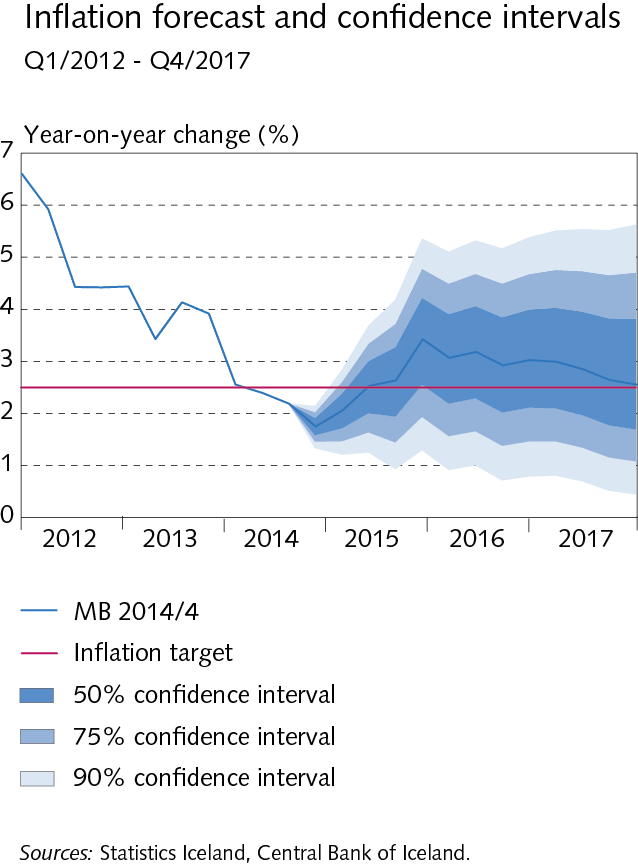 Inflation forecast and confidence intervals
Q1/2012 - Q4/2017
Year-on-year change (%)
7
6
5
4
3
2
1
0
2012 2013 2014 2015 2016 2017
MB 2014/4
Inflation target
50% confidence interval
75% confidence interval
90% confidence interval
Sources: Statistics Iceland, Central Bank of Iceland.